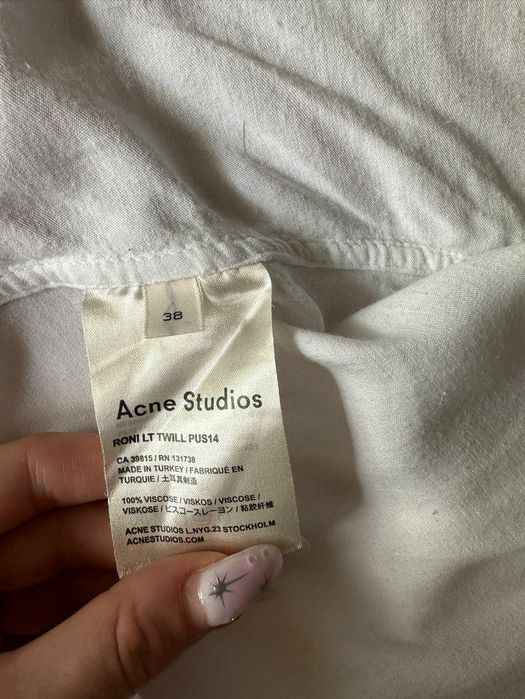 38
Acne Studios
RONI LT TWILL PUS14
CA 39815 / RN 131738
MADE IN TURKEY / FABRIQUÉ EN
TURQUIE / 土耳其制造
100% VISCOSE / VISKOS / VISCOSE /
VISKOSE / ビスコースレーヨン / 粘胶纤维
ACNE STUDIOS L.NYG.23 STOCKHOLM
ACNESTUDIOS.COM